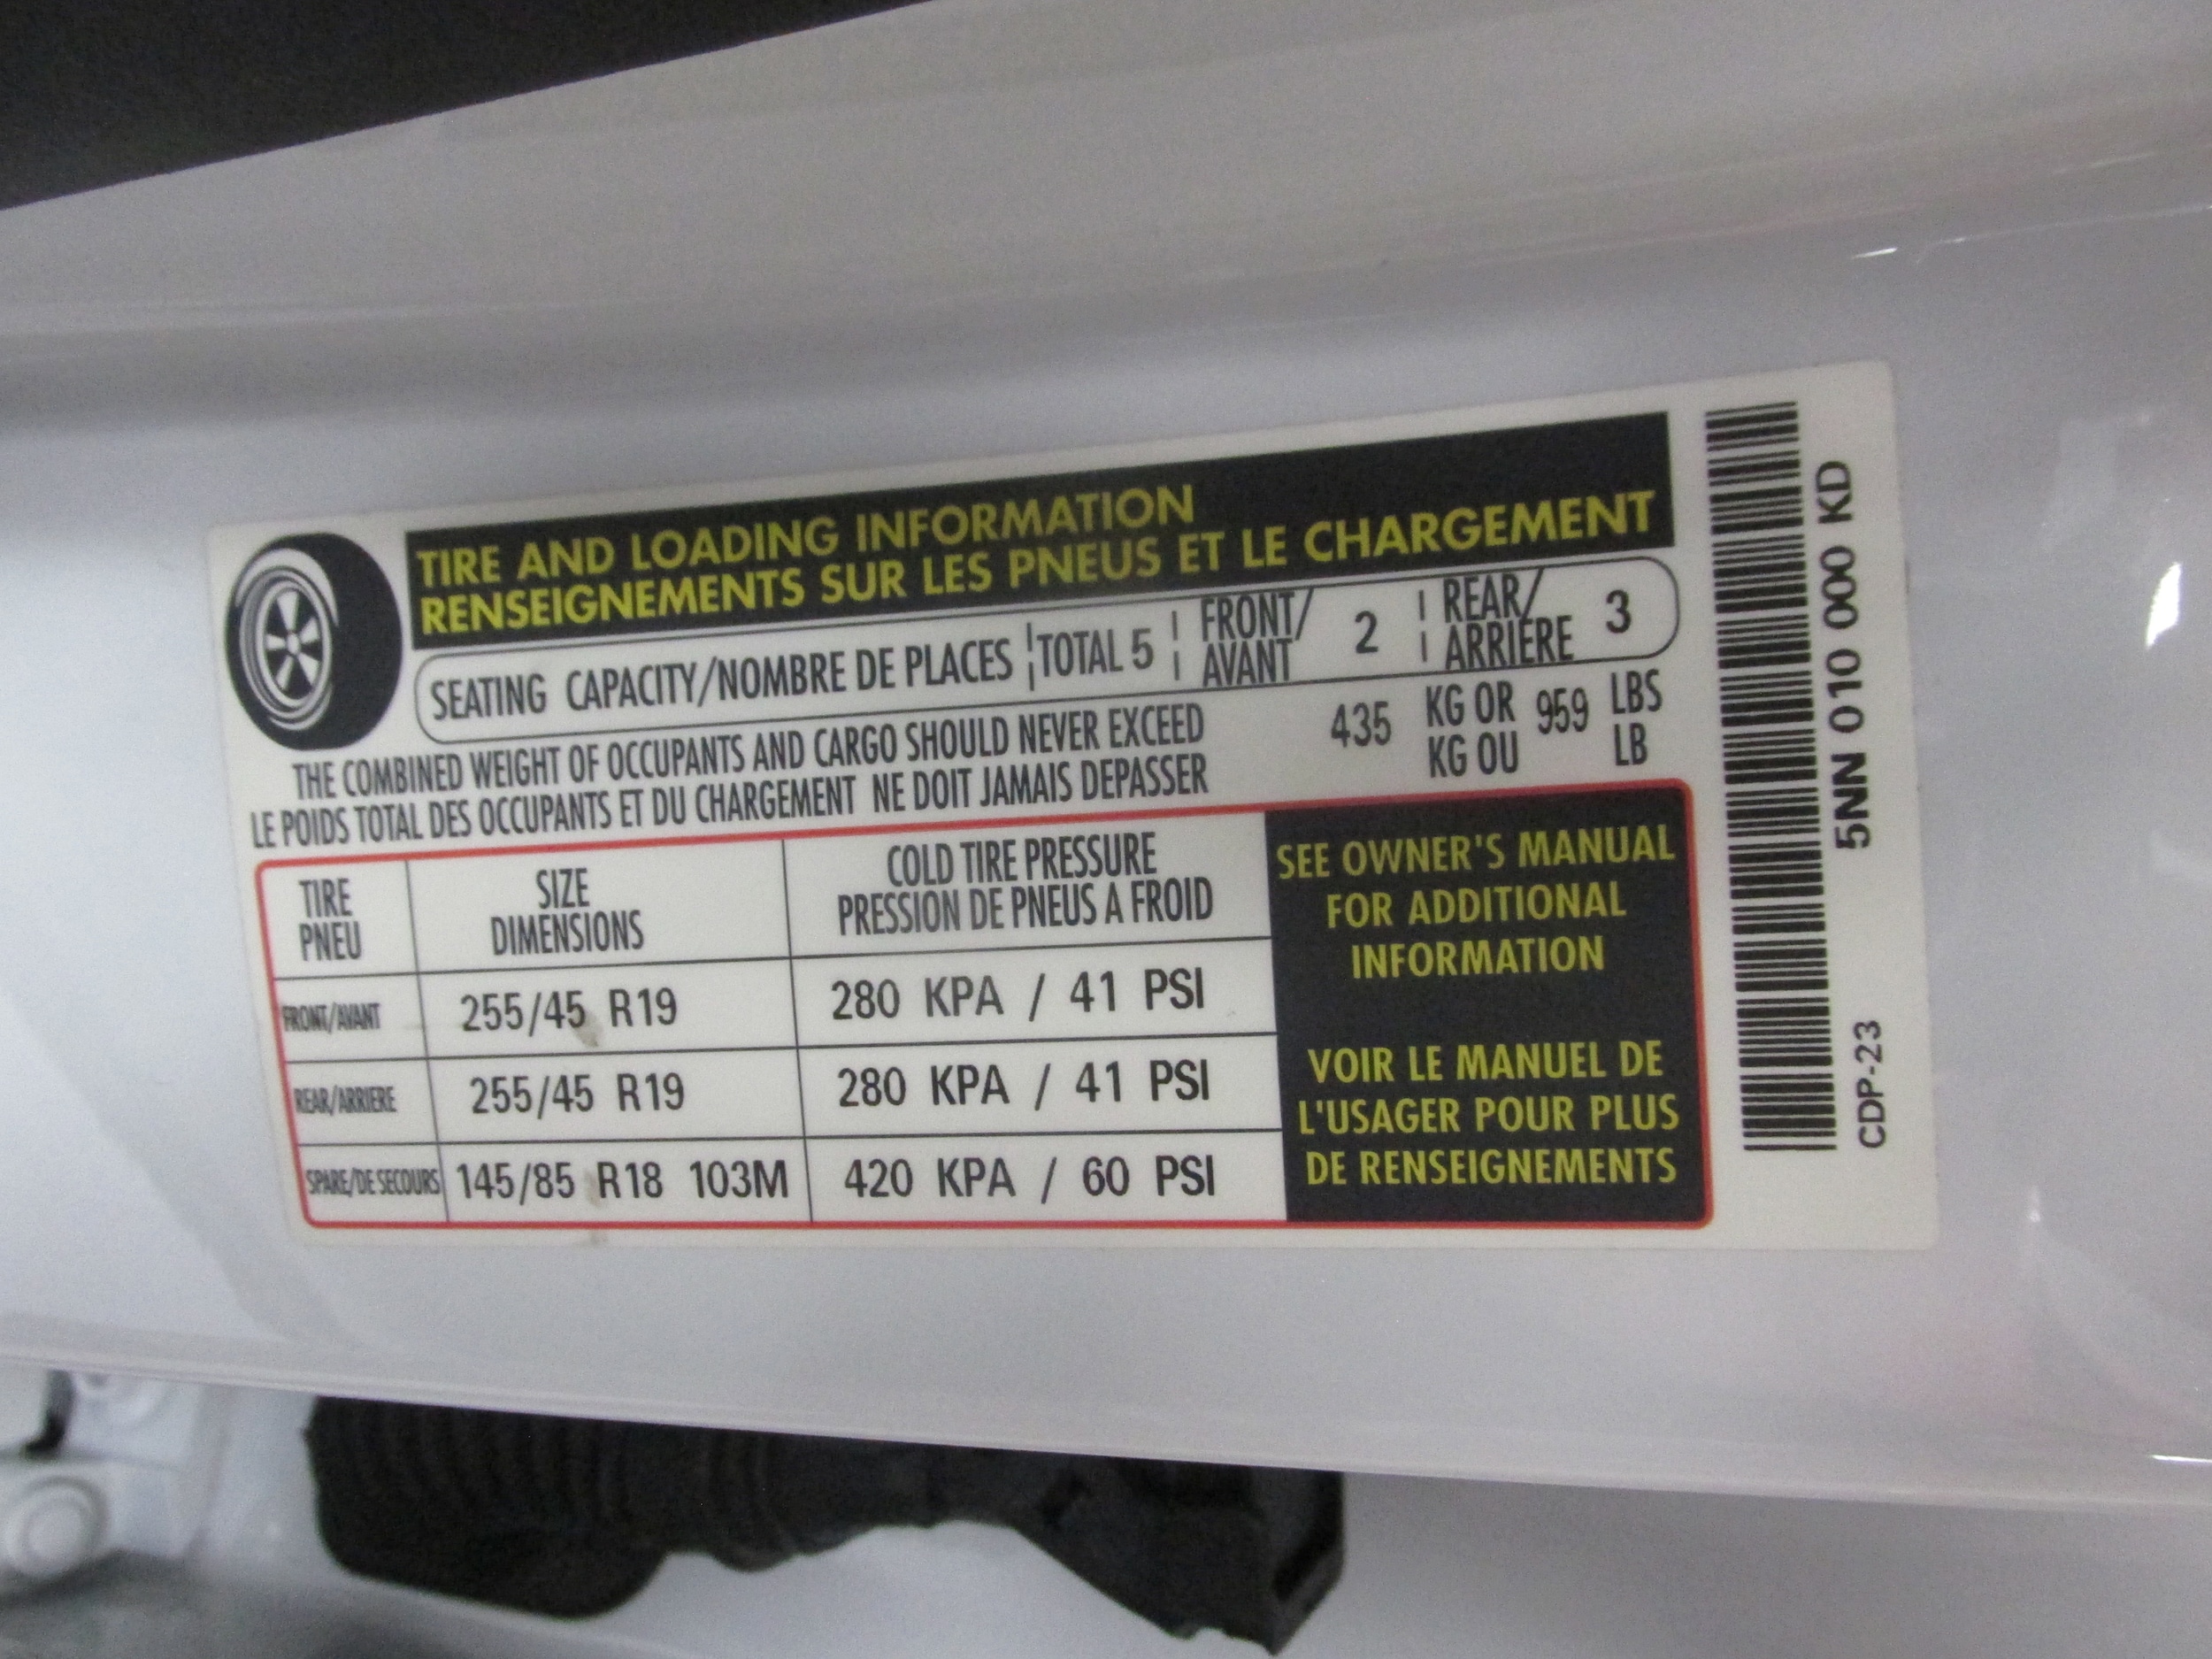 TIRE AND LOADING INFORMATION
RENSEIGNEMENTS SUR LES PNEUS ET LE CHARGEMENT
SEATING CAPACITY/NOMBRE DE PLACES TOTAL 5 FRONT/AVANT 2 REAR/ARRIÈRE 3
THE COMBINED WEIGHT OF OCCUPANTS AND CARGO SHOULD NEVER EXCEED 435 KG OR 959 LBS
LE POIDS TOTAL DES OCCUPANTS ET DU CHARGEMENT NE DOIT JAMAIS DEPASSER KG OU LB
TIRE SIZE COLD TIRE PRESSURE
PNEU DIMENSIONS PRESSION DE PNEUS A FROID
FRONT/AVANT 255/45 R19 280 KPA / 41 PSI
REAR/ARRIERE 255/45 R19 280 KPA / 41 PSI
SPARE/DE SECOURS 145/85 R18 103M 420 KPA / 60 PSI
SEE OWNER'S MANUAL
FOR ADDITIONAL
INFORMATION
VOIR LE MANUEL DE
L'USAGER POUR PLUS
DE RENSEIGNEMENTS
5NN 010 000 KD
CDP-23